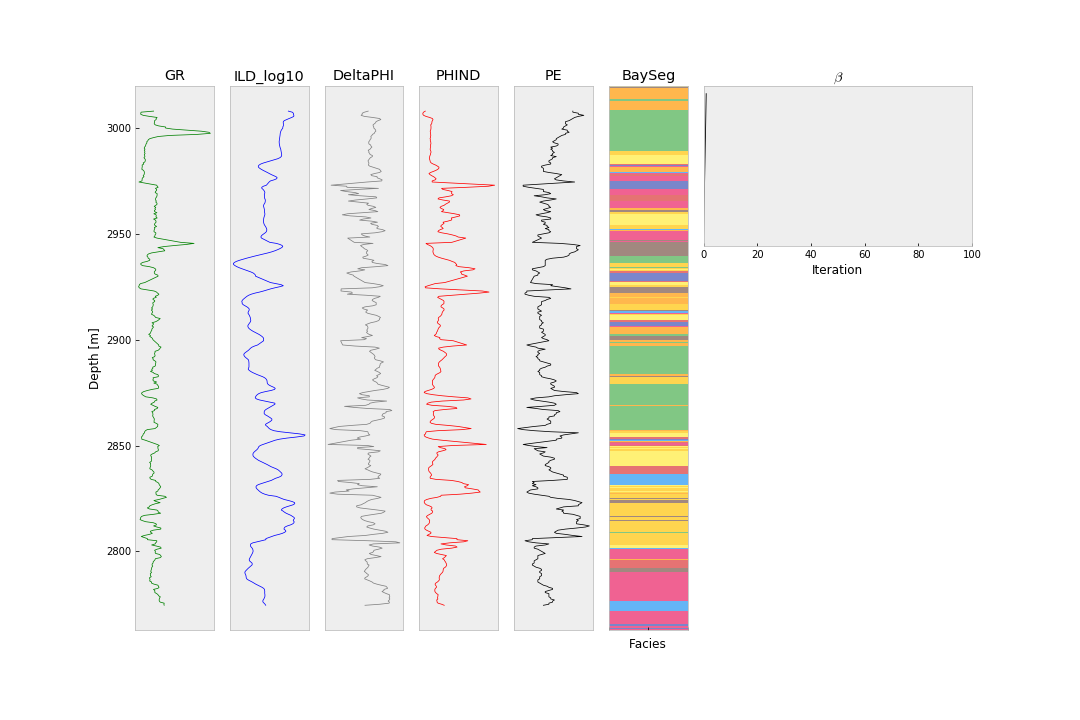 GR ILD_log10 DeltaPHI PHIND PE BaySeg β
3000
2950
2900
2850
2800
Depth [m]
0 20 40 60 80 100
Iteration
Facies